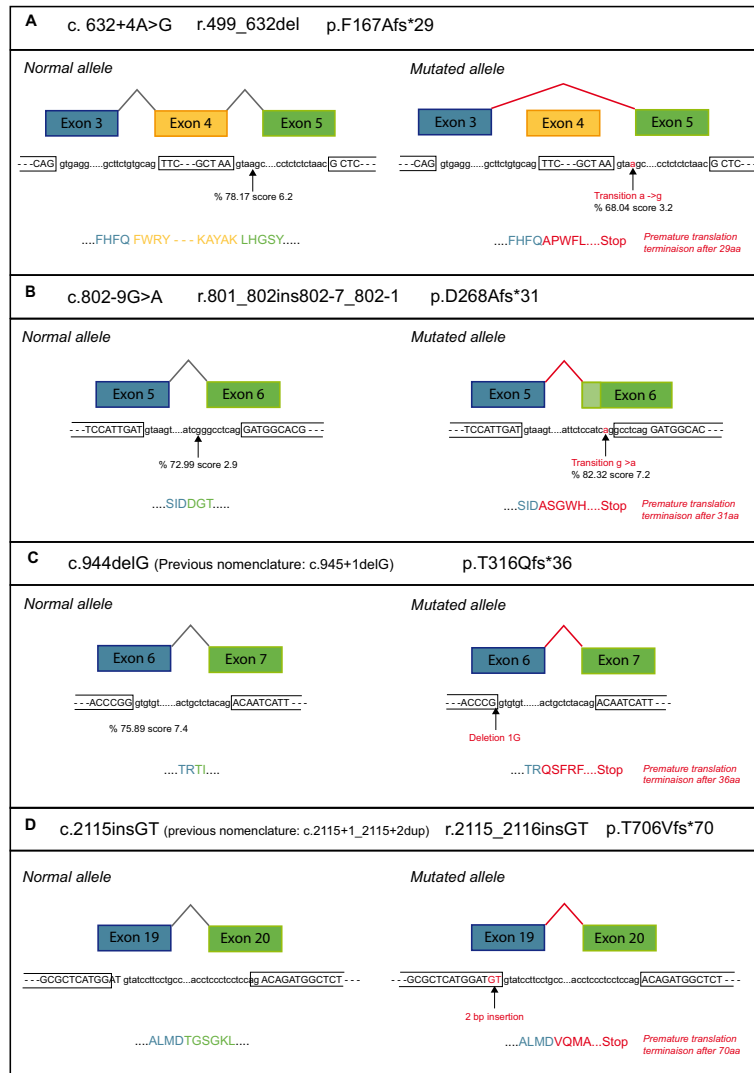 A c. 632+4A>G r.499_632del p.F167Afs*29
Normal allele Mutated allele
Exon 3 Exon 4 Exon 5 Exon 3 Exon 4 Exon 5
---CAG gtgagg.....gcttctgtgcag TTC- --GCT AA gtaagc.....cctctctctaac G CTC- -- ---CAG gtgagg.....gcttctgtgcag TTC- --GCT AA gtaagc.....cctctctctaac G CTC- --
% 78.17 score 6.2 Transition a ->g
% 68.04 score 3.2
....FHFQ FWRY - - - KAYAK LHGSY..... ....FHFQAPWFL....Stop Premature translation
terminaison after 29aa
B c.802-9G>A r.801_802ins802-7_802-1 p.D268Afs*31
Normal allele Mutated allele
Exon 5 Exon 6 Exon 5 Exon 6
- ---TCCATTGAT gtaagt....atcgggcctcag GATGGCACG - -- - ---TCCATTGAT gtaagt....attctccatcaggcctcag GATGGCAC- --
% 72.99 score 2.9 Transition g >a
% 82.32 score 7.2
....SIDDGT..... ....SIDASGWH....Stop Premature translation
terminaison after 31aa
C c.944delG (Previous nomenclature: c.945+1delG) p.T316Qfs*36
Normal allele Mutated allele
Exon 6 Exon 7 Exon 6 Exon 7
- ---ACCCGG gtgtgt......actgctctacag ACAATCATT - -- - ---ACCCG gtgtgt......actgctctacag ACAATCATT - --
% 75.89 score 7.4 Deletion 1G
....TRTI.... ....TRQSFRF....Stop Premature translation
terminaison after 36aa
D c.2115insGT (previous nomenclature: c.2115+1_2115+2dup) r.2115_2116insGT p.T706Vfs*70
Normal allele Mutated allele
Exon 19 Exon 20 Exon 19 Exon 20
- --GCGCTCATGGAT gtatccttcctgcc...acctccctcctccag ACAGATGGCTCT - -- - --GCGCTCATGGATGT gtatccttcctgcc...acctccctcctccag ACAGATGGCTCT - --
2 bp insertion
....ALMDTGSGKL.... ....ALMDVQMA...Stop Premature translation
terminaison after 70aa